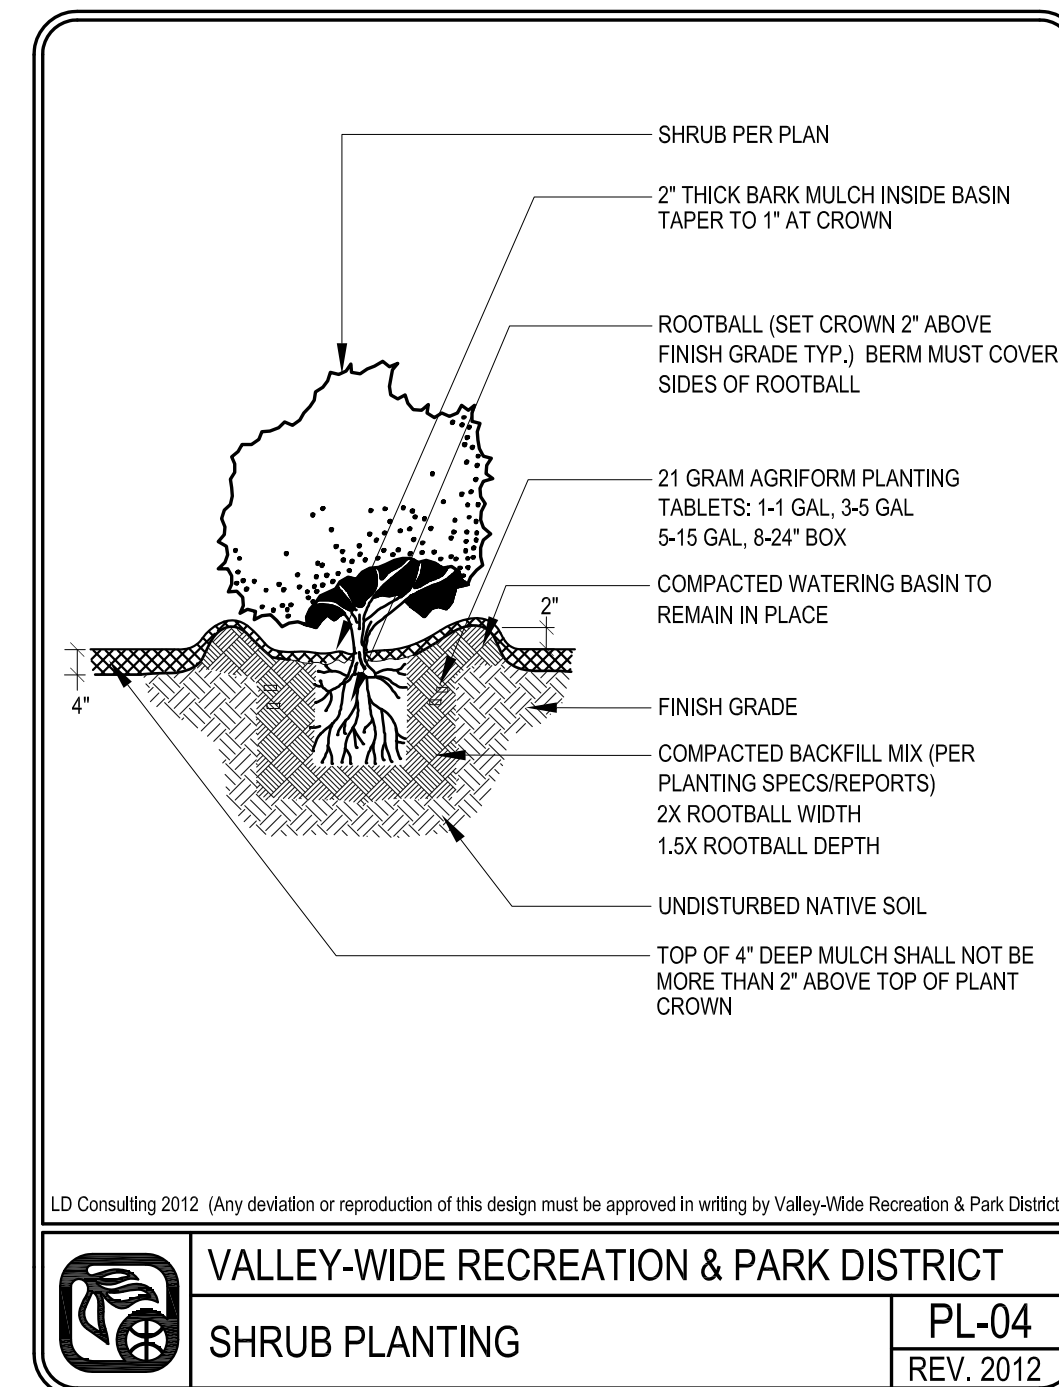 SHRUB PER PLAN
2" THICK BARK MULCH INSIDE BASIN
TAPER TO 1" AT CROWN
ROOTBALL (SET CROWN 2" ABOVE
FINISH GRADE TYP.) BERM MUST COVER
SIDES OF ROOTBALL
21 GRAM AGRIFORM PLANTING
TABLETS: 1-1 GAL, 3-5 GAL
5-15 GAL, 8-24" BOX
COMPACTED WATERING BASIN TO
REMAIN IN PLACE
2"
4"
FINISH GRADE
COMPACTED BACKFILL MIX (PER
PLANTING SPECS/REPORTS)
2X ROOTBALL WIDTH
1.5X ROOTBALL DEPTH
UNDISTURBED NATIVE SOIL
TOP OF 4" DEEP MULCH SHALL NOT BE
MORE THAN 2" ABOVE TOP OF PLANT
CROWN
LD Consulting 2012 (Any deviation or reproduction of this design must be approved in writing by Valley-Wide Recreation & Park District
VALLEY-WIDE RECREATION & PARK DISTRICT
SHRUB PLANTING
PL-04
REV. 2012